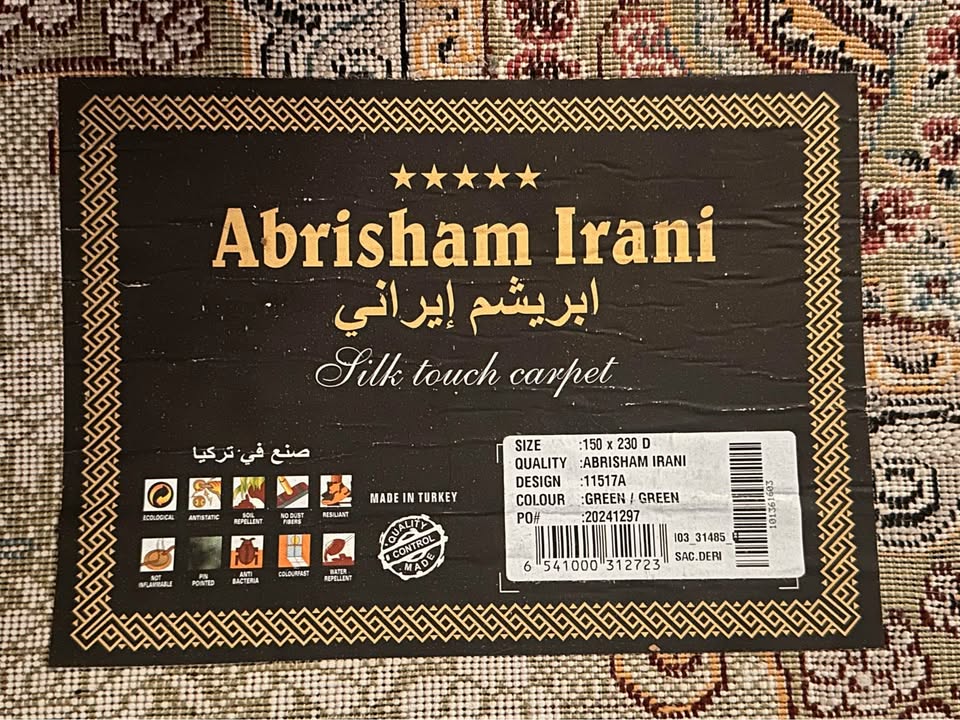 ★★★★★
Abrisham Irani
ابريشم إيراني
Silk touch carpet
صنع في تركيا
ECOLOGICAL
ANTISTATIC
SOIL REPELLENT
NO DUST FIBERS
RESILIANT
NOT INFLAMMABLE
PIN POINTED
ANTI BACTERIA
COLOURFAST
WATER REPELLENT
MADE IN TURKEY
QUALITY
CONTROL
MADE
SIZE :150 x 230 D
QUALITY :ABRISHAM IRANI
DESIGN :11517A
COLOUR :GREEN / GREEN
PO# :20241297
6 541000 312723
I03_31485_
SAC.DERI